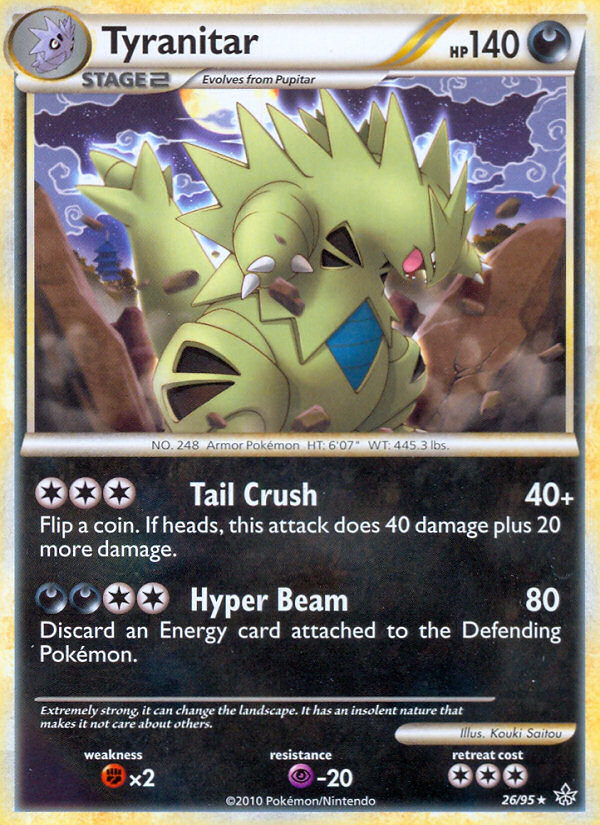 Tyranitar
HP 140
STAGE 2
Evolves from Pupitar
NO. 248 Armor Pokémon HT: 6'07" WT: 445.3 lbs.
Tail Crush 40+
Flip a coin. If heads, this attack does 40 damage plus 20
more damage.
Hyper Beam 80
Discard an Energy card attached to the Defending
Pokémon.
Extremely strong, it can change the landscape. It has an insolent nature that
makes it not care about others.
Illus. Kouki Saitou
weakness resistance retreat cost
×2 -20
©2010 Pokémon/Nintendo 26/95 ★